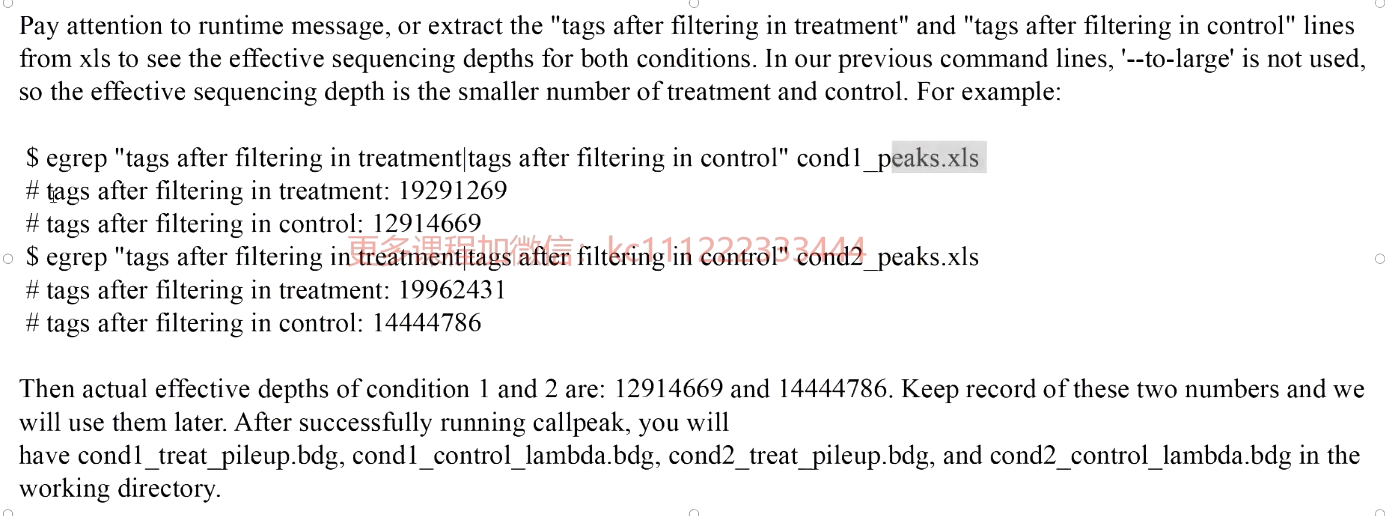 Pay attention to runtime message, or extract the "tags after filtering in treatment" and "tags after filtering in control" lines
from xls to see the effective sequencing depths for both conditions. In our previous command lines, '--to-large' is not used,
so the effective sequencing depth is the smaller number of treatment and control. For example:
$ egrep "tags after filtering in treatment|tags after filtering in control" cond1_peaks.xls
# tags after filtering in treatment: 19291269
# tags after filtering in control: 12914669
更多课程加微信: kc111222333444
$ egrep "tags after filtering in treatment|tags after filtering in control" cond2_peaks.xls
# tags after filtering in treatment: 19962431
# tags after filtering in control: 14444786
Then actual effective depths of condition 1 and 2 are: 12914669 and 14444786. Keep record of these two numbers and we
will use them later. After successfully running callpeak, you will
have cond1_treat_pileup.bdg, cond1_control_lambda.bdg, cond2_treat_pileup.bdg, and cond2_control_lambda.bdg in the
working directory.